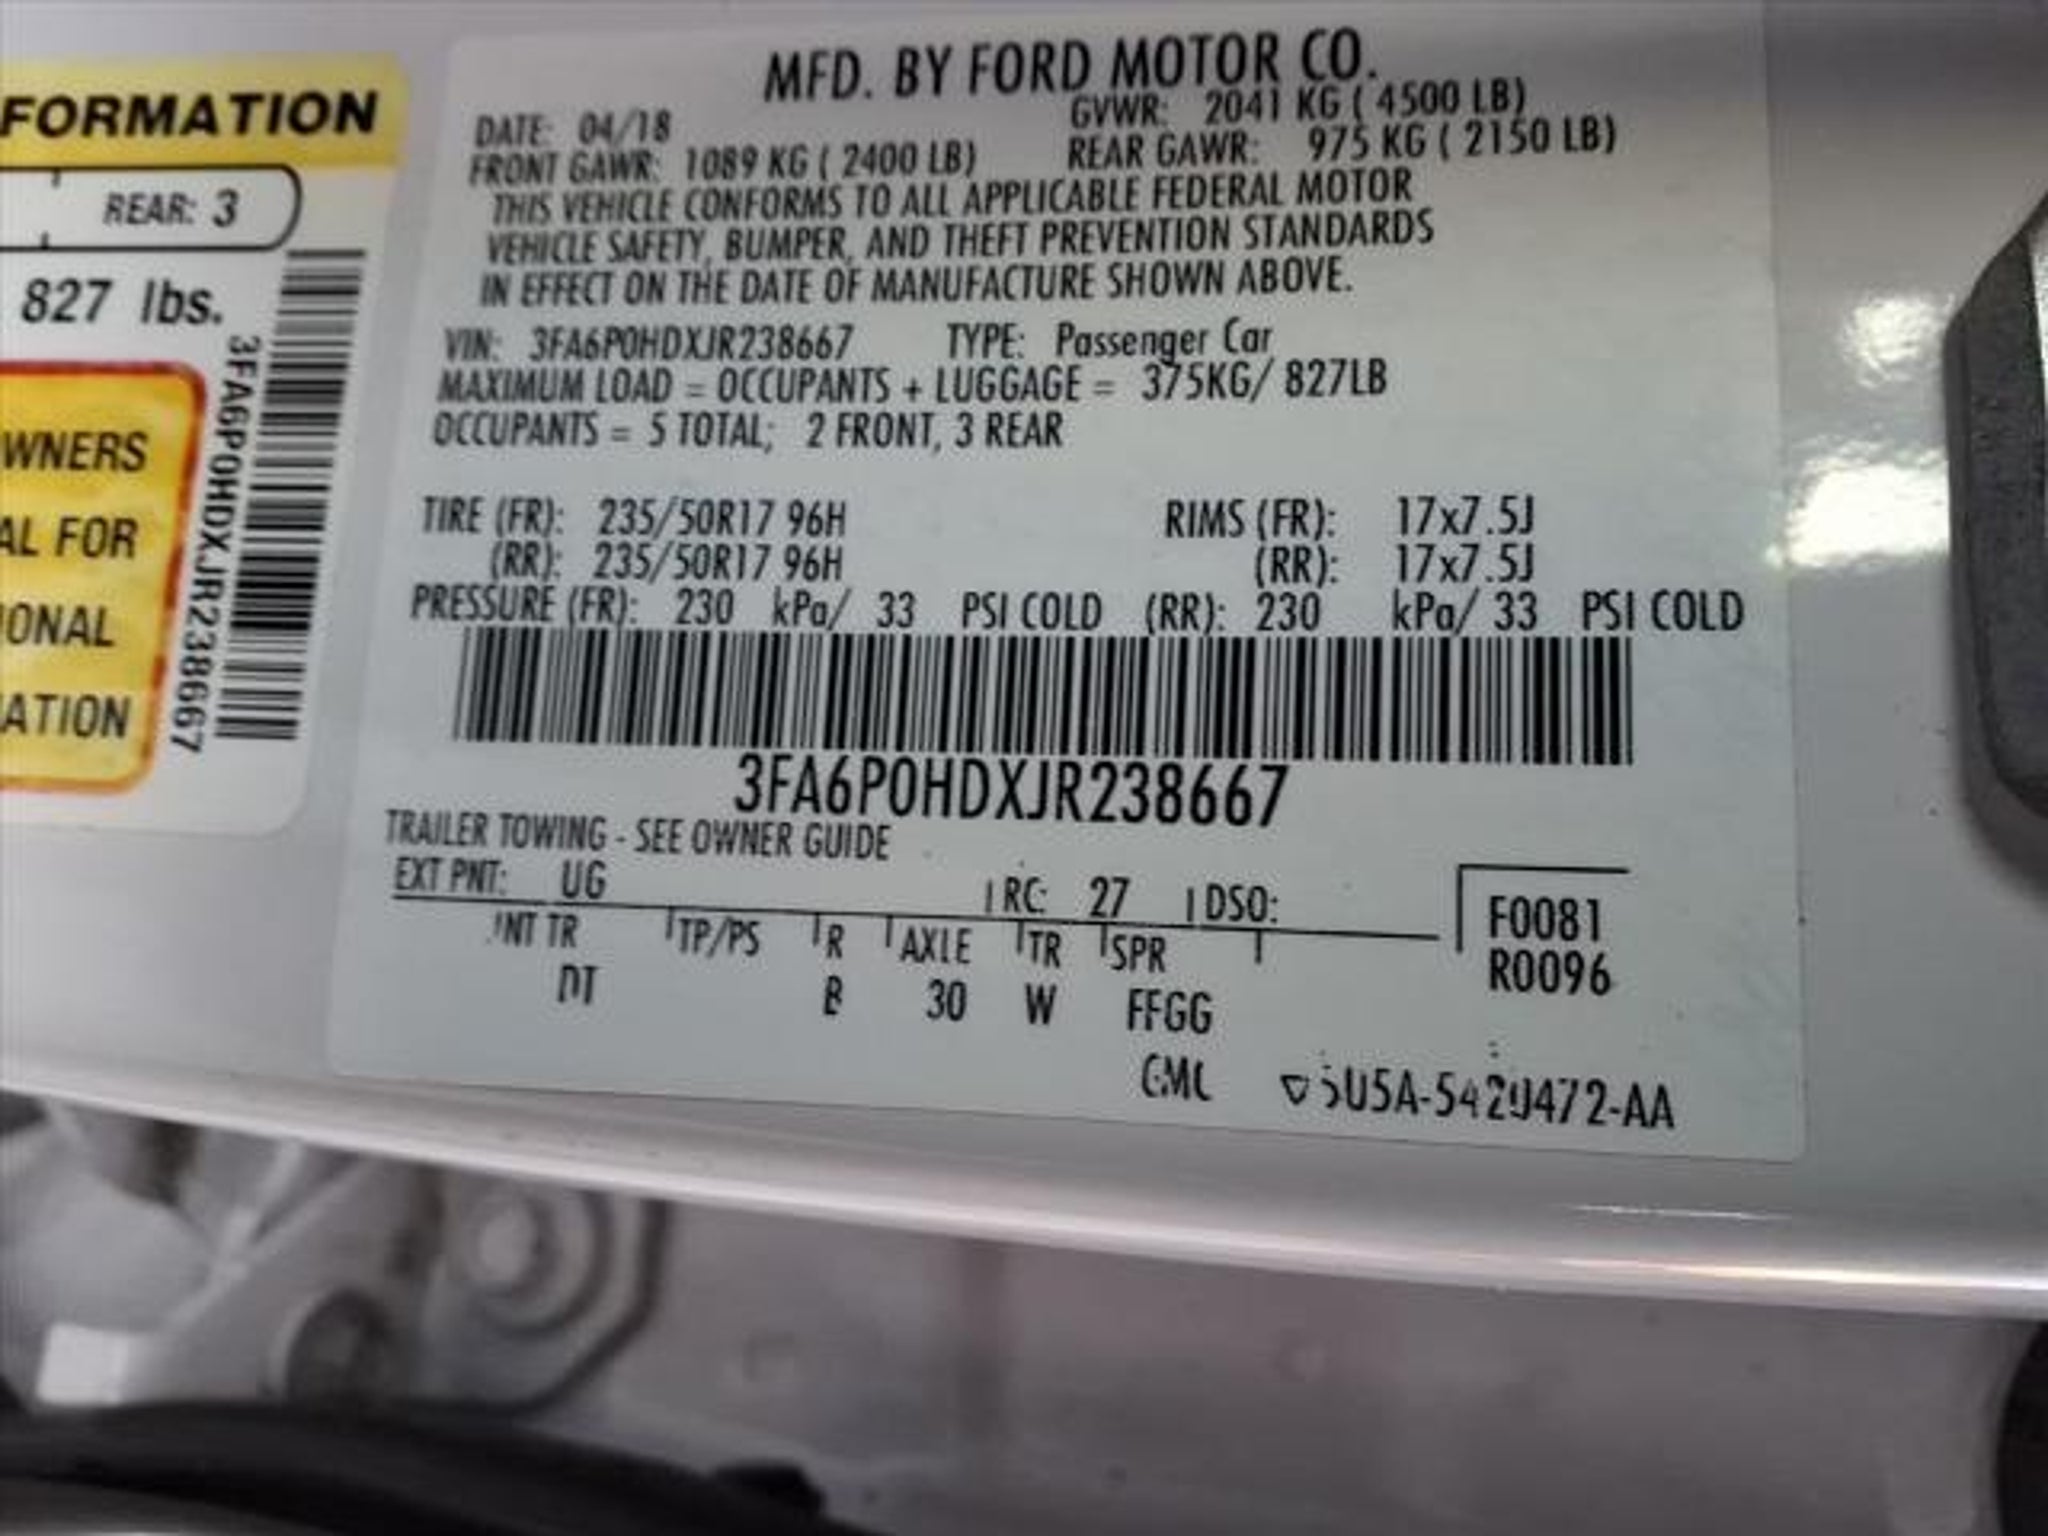 FORMATION
REAR: 3
827 lbs.
3FA6P0HDXJR238667
WNERS
AL FOR
IONAL
ATION
MFD. BY FORD MOTOR CO.
DATE: 04/18 GVWR: 2041 KG ( 4500 LB)
FRONT GAWR: 1089 KG ( 2400 LB) REAR GAWR: 975 KG ( 2150 LB)
THIS VEHICLE CONFORMS TO ALL APPLICABLE FEDERAL MOTOR
VEHICLE SAFETY, BUMPER, AND THEFT PREVENTION STANDARDS
IN EFFECT ON THE DATE OF MANUFACTURE SHOWN ABOVE.
VIN: 3FA6P0HDXJR238667 TYPE: Passenger Car
MAXIMUM LOAD = OCCUPANTS + LUGGAGE = 375KG/ 827LB
OCCUPANTS = 5 TOTAL; 2 FRONT, 3 REAR
TIRE (FR): 235/50R17 96H RIMS (FR): 17x7.5J
(RR): 235/50R17 96H (RR): 17x7.5J
PRESSURE (FR): 230 kPa/ 33 PSI COLD (RR): 230 kPa/ 33 PSI COLD
3FA6P0HDXJR238667
TRAILER TOWING - SEE OWNER GUIDE
EXT PNT: UG RC: 27 DSO:
INT TR TP/PS R AXLE TR SPR
DT B 30 W FFGG
F0081
R0096